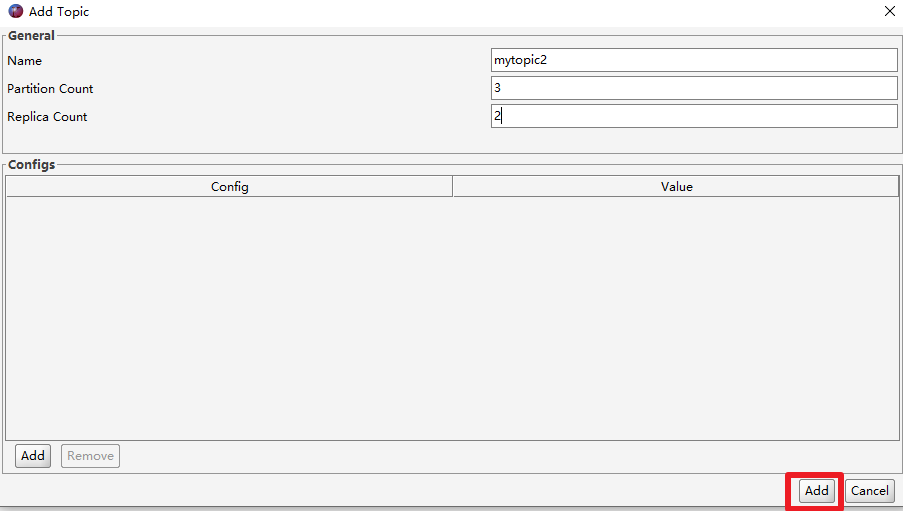 Add Topic
General
Name mytopic2
Partition Count 3
Replica Count 2
Configs
Config Value
Add Remove
Add Cancel